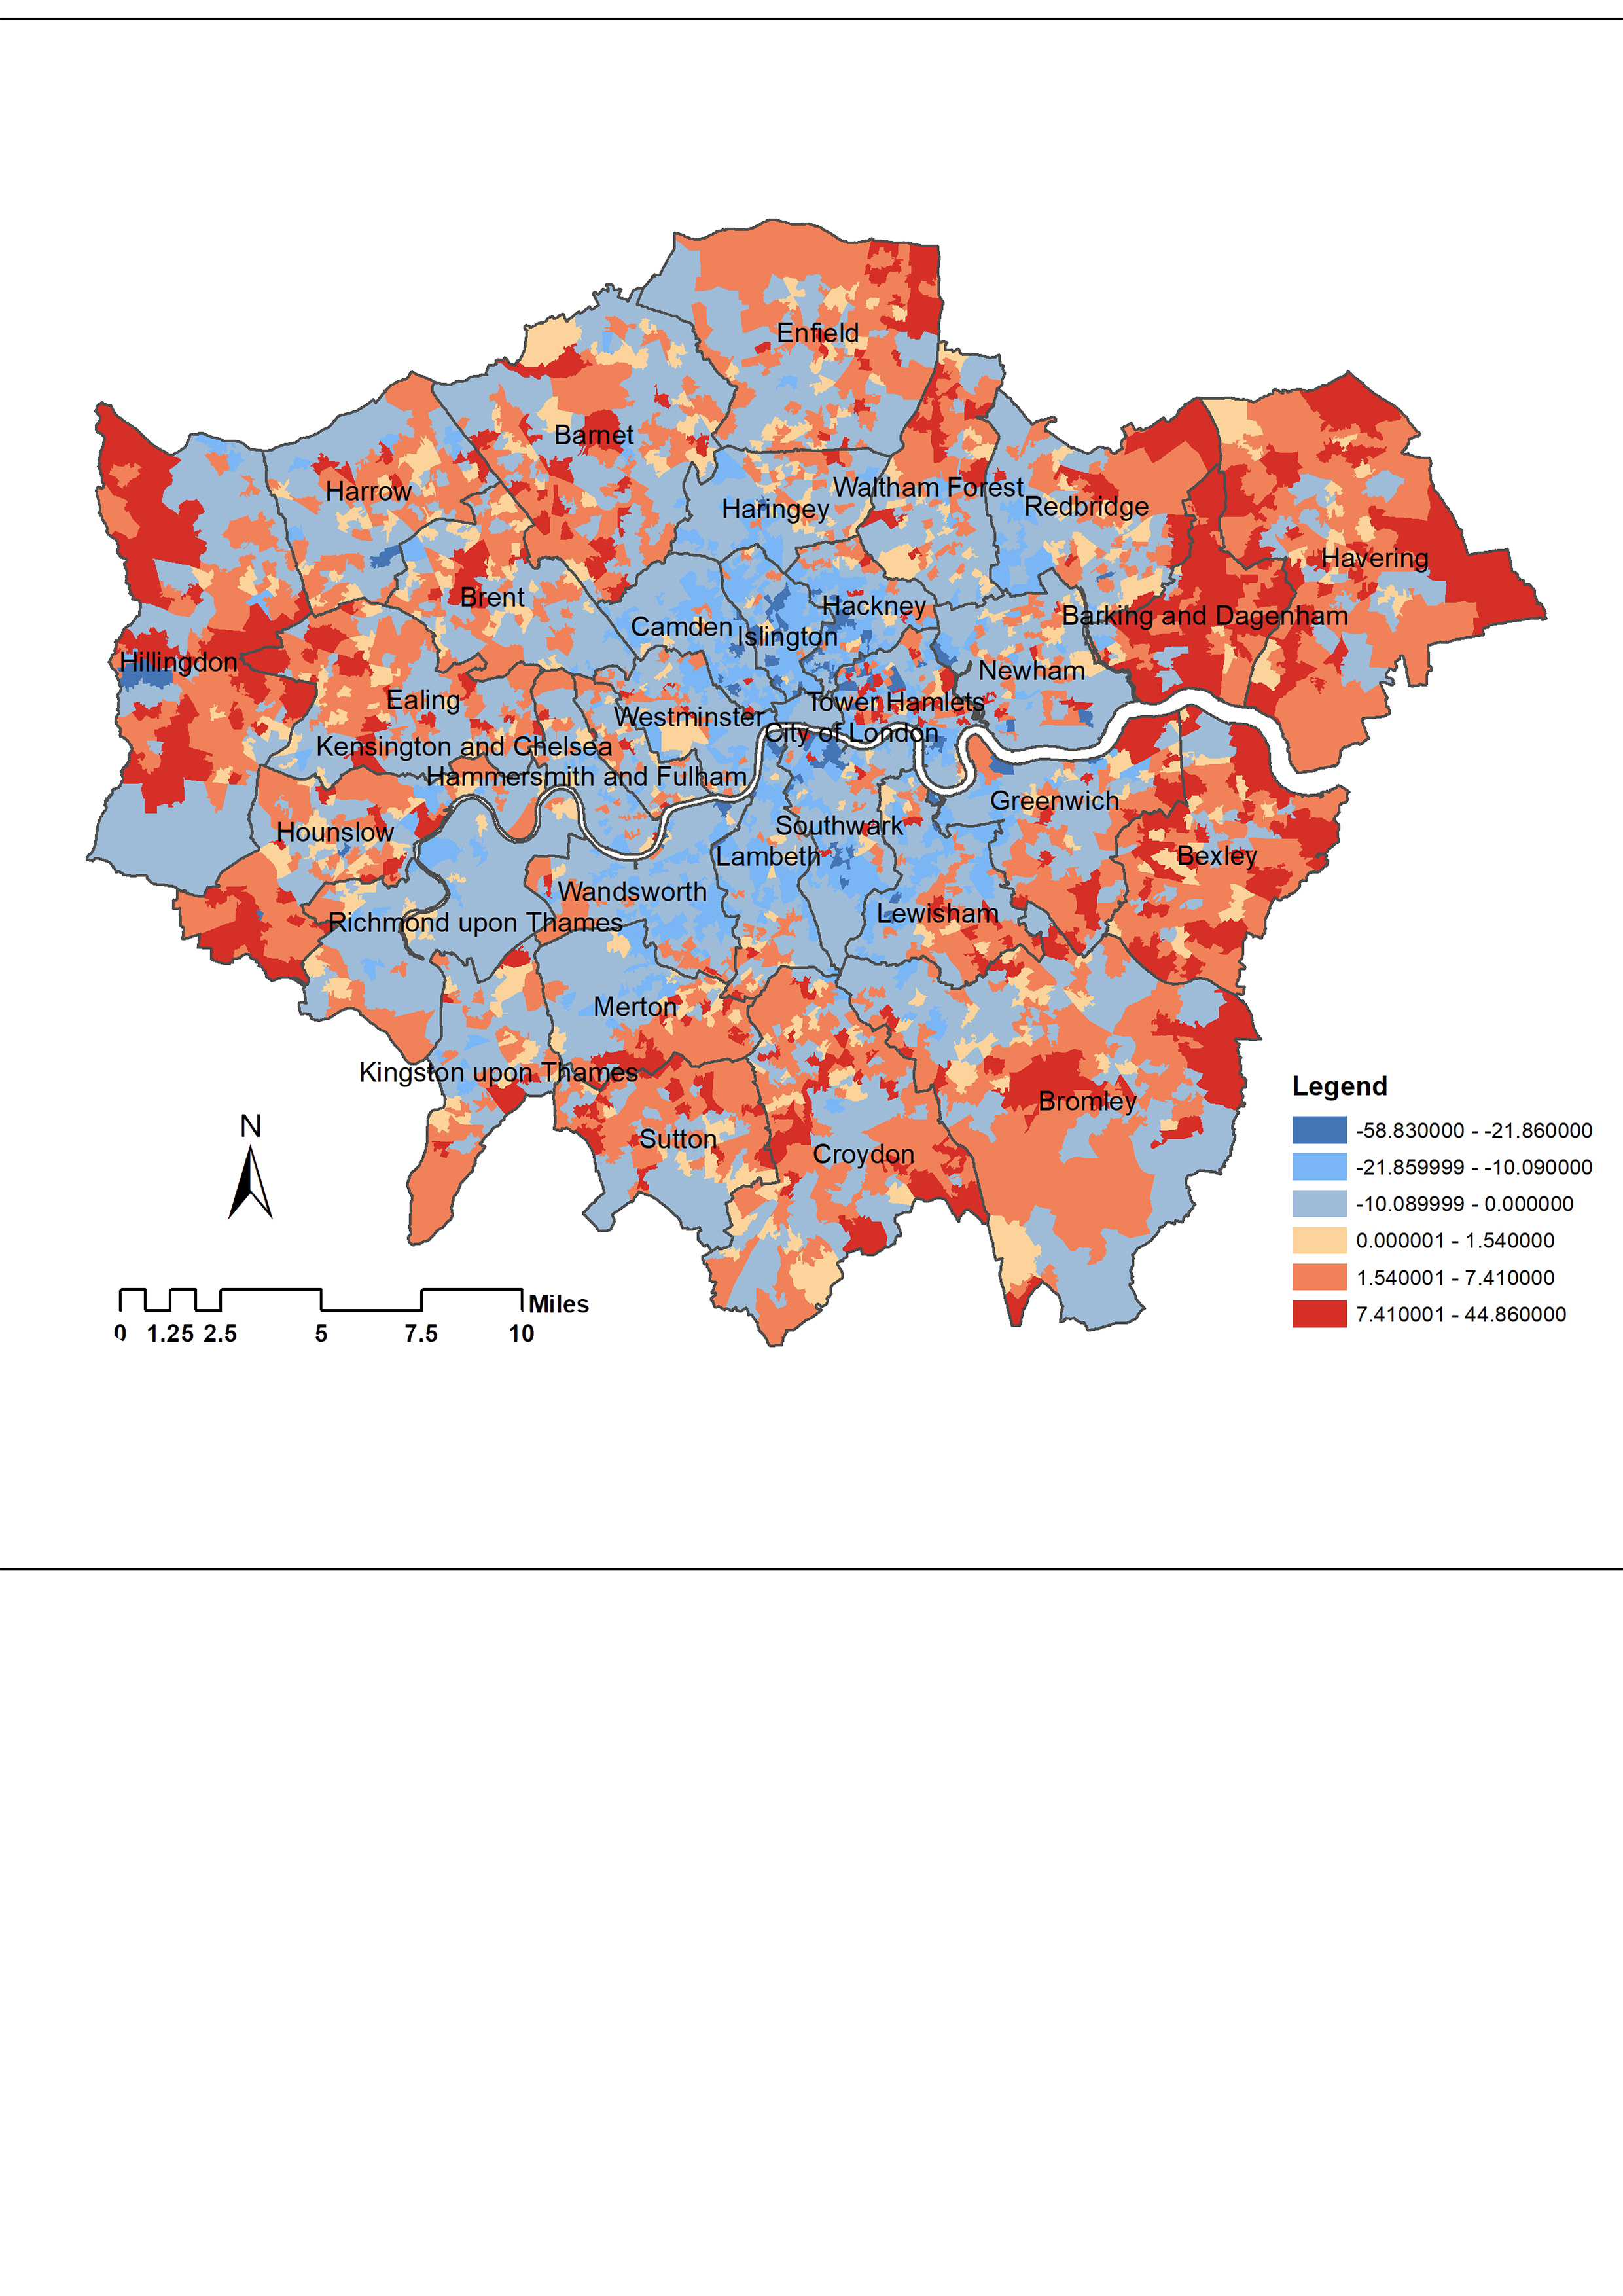 Enfield
Barnet
Harrow
Waltham Forest
Haringey
Redbridge
Havering
Brent
Hackney
Barking and Dagenham
Camden
Islington
Hillingdon
Newham
Ealing
Tower Hamlets
Westminster
City of London
Kensington and Chelsea
Hammersmith and Fulham
Greenwich
Hounslow
Southwark
Lambeth
Bexley
Wandsworth
Lewisham
Richmond upon Thames
Merton
Kingston upon Thames
Bromley
Sutton
Croydon
N
Miles
0 1.25 2.5 5 7.5 10
Legend
-58.830000 - -21.860000
-21.859999 - -10.090000
-10.089999 - 0.000000
0.000001 - 1.540000
1.540001 - 7.410000
7.410001 - 44.860000